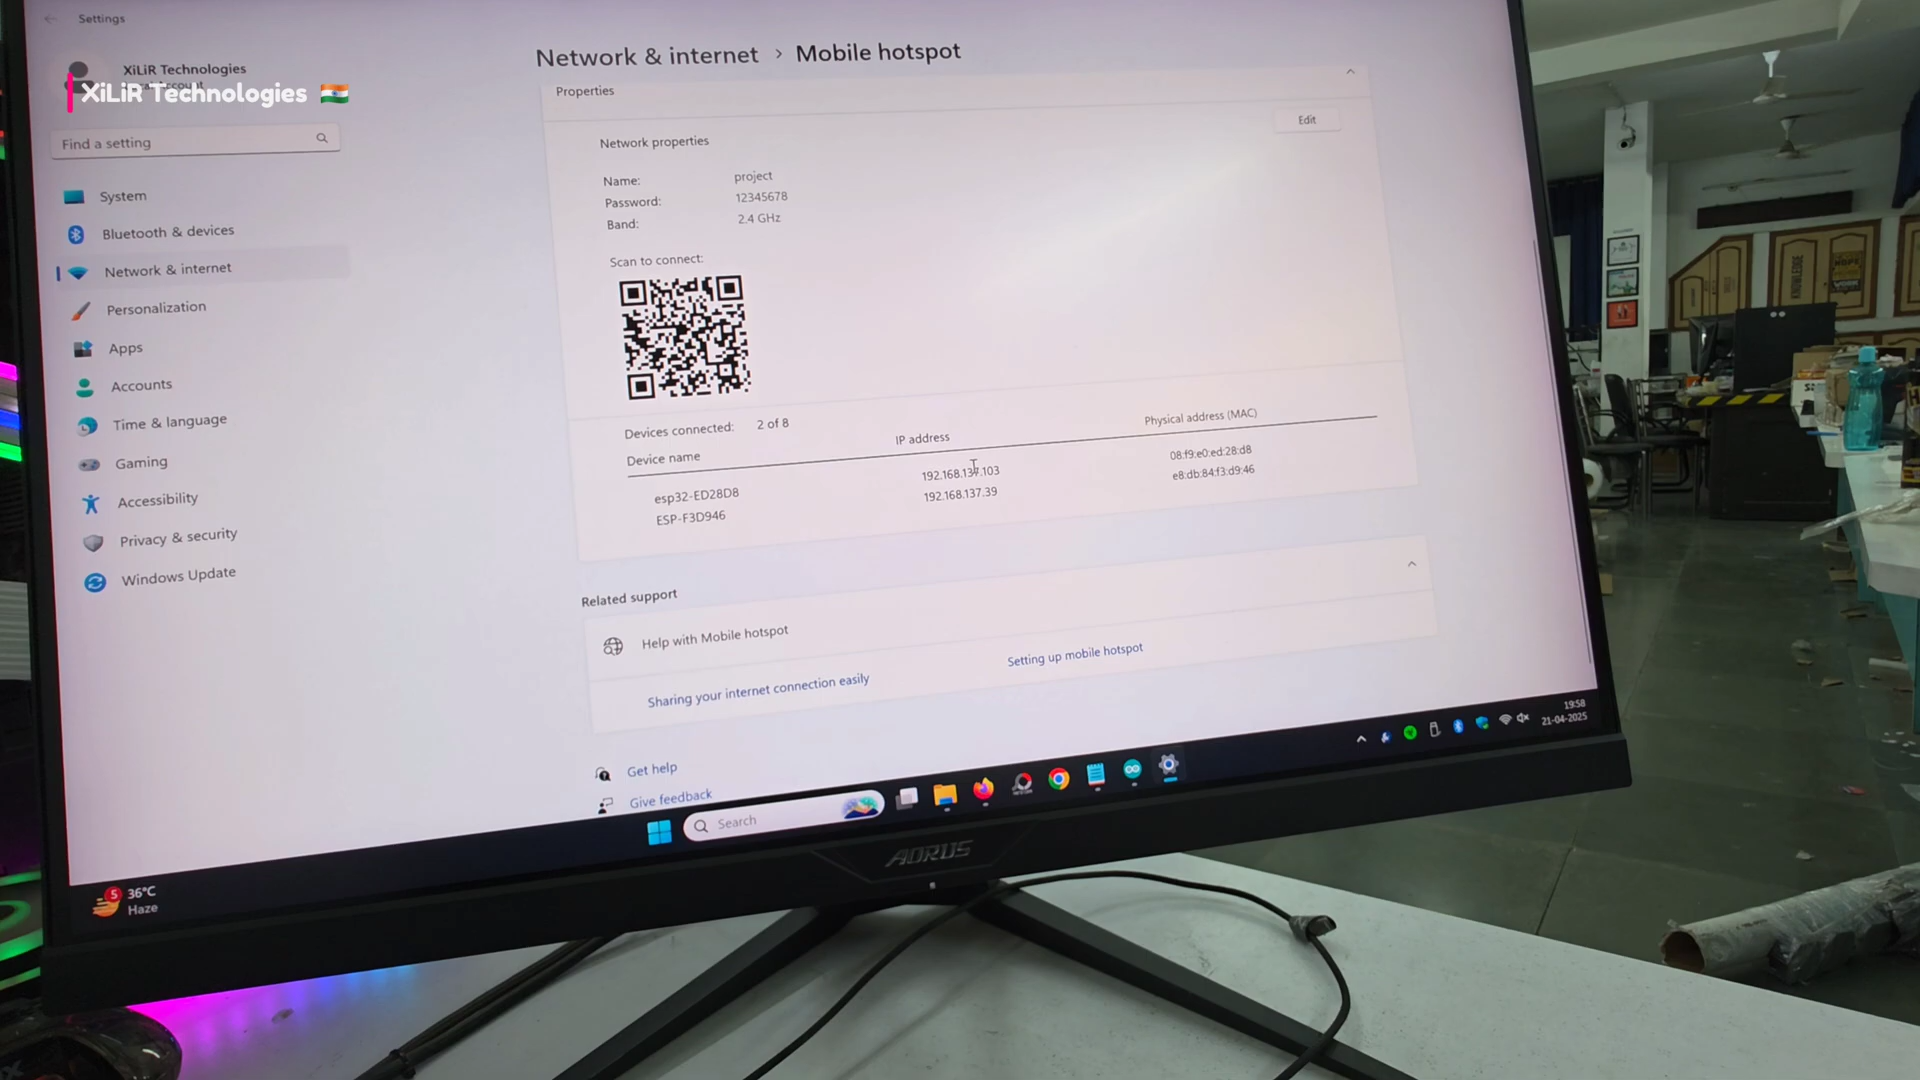 Settings
XiLiR Technologies
XiLiR Technologies
Find a setting
System
Bluetooth & devices
Network & internet
Personalization
Apps
Accounts
Time & language
Gaming
Accessibility
Privacy & security
Windows Update
Network & internet › Mobile hotspot
Properties
Edit
Network properties
Name: project
Password: 12345678
Band: 2.4 GHz
Scan to connect:
Devices connected: 2 of 8
Device name IP address Physical address (MAC)
esp32-ED28D8 192.168.137.103 08:f9:e0:ed:28:d8
ESP-F3D946 192.168.137.39 e8:db:84:f3:d9:46
Related support
Help with Mobile hotspot
Sharing your internet connection easily Setting up mobile hotspot
Get help
Give feedback
Search
19:58
21-04-2025
5
36°C
Haze
AORUS
KNOWLEDGE
HOPE